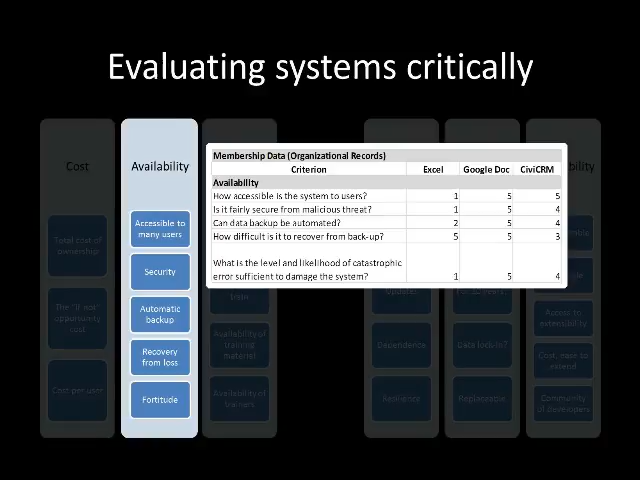 Evaluating systems critically
Cost
Total cost of
ownership
The "if not"
opportunity
cost
Cost per user
Availability
Accessible to
many users
Security
Automatic
backup
Recovery
from loss
Fortitude
Membership Data (Organizational Records)
Criterion Excel Google Doc CiviCRM
Availability
How accessible is the system to users? 1 5 5
Is it fairly secure from malicious threat? 1 5 4
Can data backup be automated? 2 5 4
How difficult is it to recover from back-up? 5 5 3
What is the level and likelihood of catastrophic
error sufficient to damage the system? 1 5 4
train
Availability of
training
material
Availability of
trainers
Dependence
Resilience
Data lock-in?
Replaceable
Access to
extensibility
Cost, ease to
extend
Community
of developers